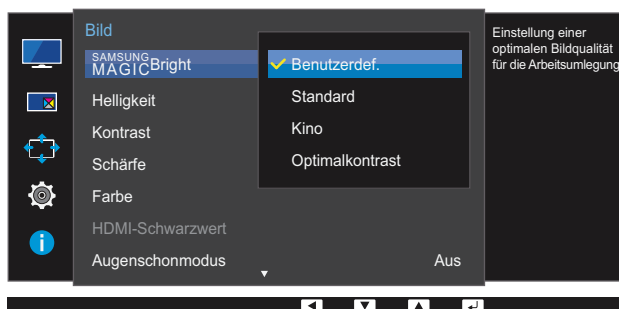 Bild
SAMSUNG
MAGICBright
Helligkeit
Kontrast
Schärfe
Farbe
HDMI-Schwarzwert
Augenschonmodus Aus
Benutzerdef.
Standard
Kino
Optimalkontrast
Einstellung einer
optimalen Bildqualität
für die Arbeitsumlegung